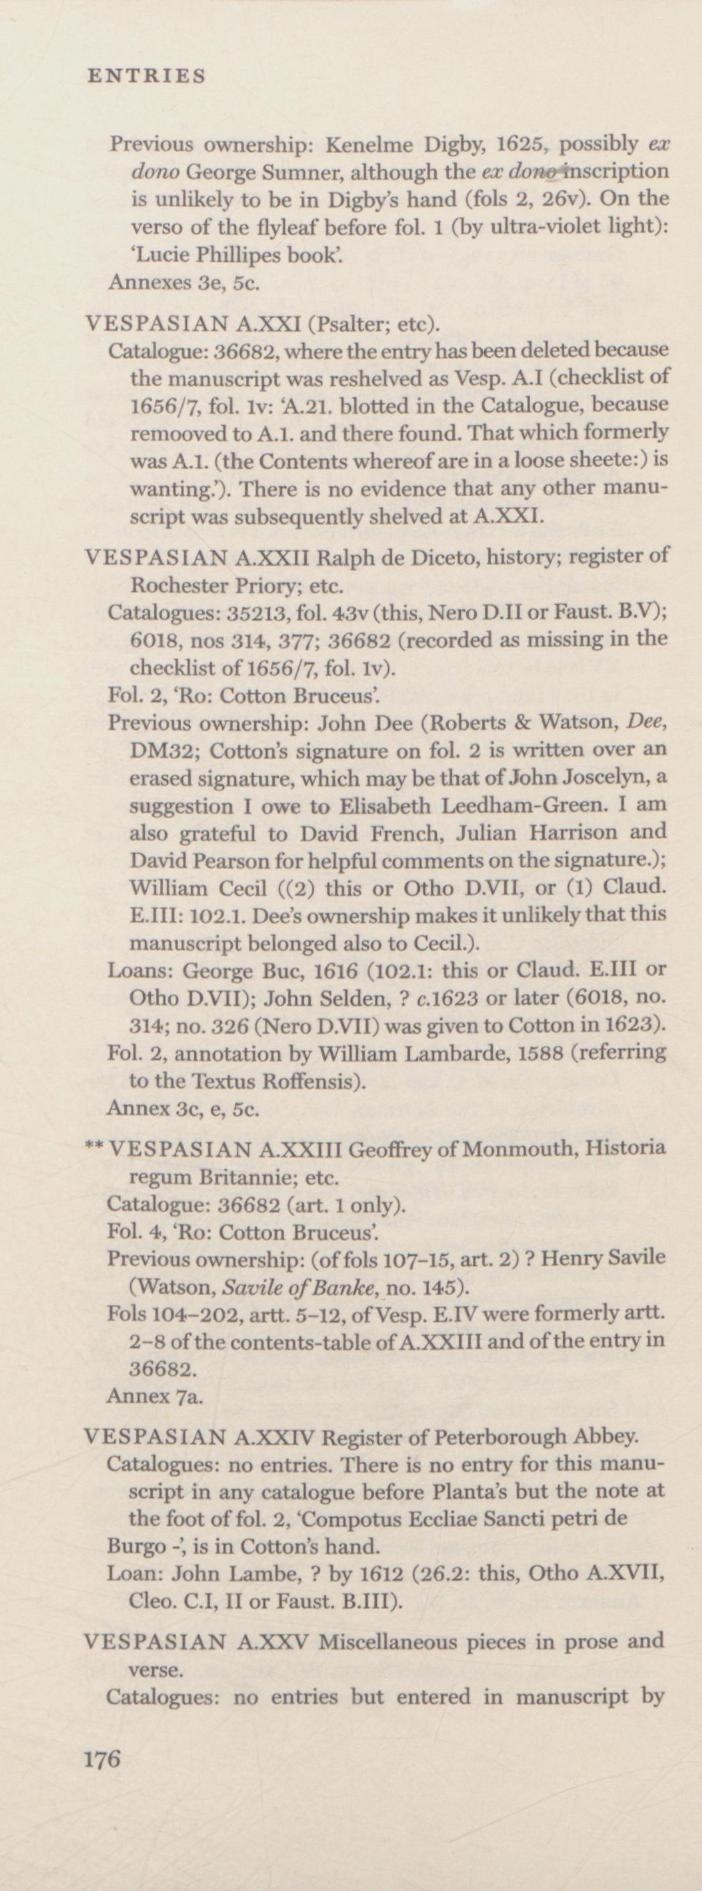 ENTRIES
Previous ownership: Kenelme Digby, 1625, possibly ex
dono George Sumner, although the ex dono inscription
is unlikely to be in Digby's hand (fols 2, 26v). On the
verso of the flyleaf before fol. 1 (by ultra-violet light):
'Lucie Phillipes book'.
Annexes 3e, 5c.
VESPASIAN A.XXI (Psalter; etc).
Catalogue: 36682, where the entry has been deleted because
the manuscript was reshelved as Vesp. A.I (checklist of
1656/7, fol. 1v: 'A.21. blotted in the Catalogue, because
remooved to A.1. and there found. That which formerly
was A.1. (the Contents whereof are in a loose sheete:) is
wanting.'). There is no evidence that any other manu-
script was subsequently shelved at A.XXI.
VESPASIAN A.XXII Ralph de Diceto, history; register of
Rochester Priory; etc.
Catalogues: 35213, fol. 43v (this, Nero D.II or Faust. B.V);
6018, nos 314, 377; 36682 (recorded as missing in the
checklist of 1656/7, fol. 1v).
Fol. 2, 'Ro: Cotton Bruceus'.
Previous ownership: John Dee (Roberts & Watson, Dee,
DM32; Cotton's signature on fol. 2 is written over an
erased signature, which may be that of John Joscelyn, a
suggestion I owe to Elisabeth Leedham-Green. I am
also grateful to David French, Julian Harrison and
David Pearson for helpful comments on the signature.);
William Cecil ((2) this or Otho D.VII, or (1) Claud.
E.III: 102.1. Dee's ownership makes it unlikely that this
manuscript belonged also to Cecil.).
Loans: George Buc, 1616 (102.1: this or Claud. E.III or
Otho D.VII); John Selden, ? c.1623 or later (6018, no.
314; no. 326 (Nero D.VII) was given to Cotton in 1623).
Fol. 2, annotation by William Lambarde, 1588 (referring
to the Textus Roffensis).
Annex 3c, e, 5c.
** VESPASIAN A.XXIII Geoffrey of Monmouth, Historia
regum Britannie; etc.
Catalogue: 36682 (art. 1 only).
Fol. 4, 'Ro: Cotton Bruceus'.
Previous ownership: (of fols 107–15, art. 2) ? Henry Savile
(Watson, Savile of Banke, no. 145).
Fols 104–202, artt. 5–12, of Vesp. E.IV were formerly artt.
2–8 of the contents-table of A.XXIII and of the entry in
36682.
Annex 7a.
VESPASIAN A.XXIV Register of Peterborough Abbey.
Catalogues: no entries. There is no entry for this manu-
script in any catalogue before Planta's but the note at
the foot of fol. 2, 'Compotus Eccliae Sancti petri de
Burgo -', is in Cotton's hand.
Loan: John Lambe, ? by 1612 (26.2: this, Otho A.XVII,
Cleo. C.I, II or Faust. B.III).
VESPASIAN A.XXV Miscellaneous pieces in prose and
verse.
Catalogues: no entries but entered in manuscript by
176